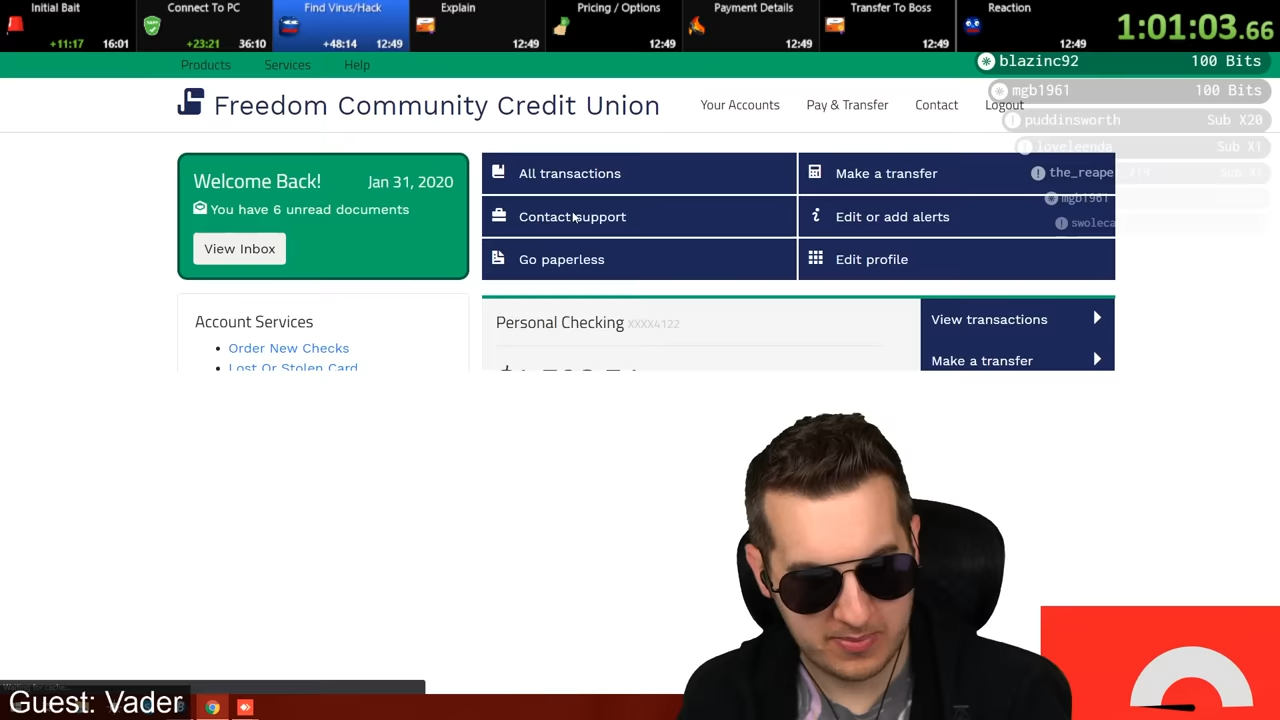 Initial Bait
+11:17 16:01
Connect To PC
+23:21 36:10
Find Virus/Hack
+48:14 12:49
Explain
12:49
Pricing / Options
12:49
Payment Details
12:49
Transfer To Boss
12:49
Reaction
12:49
1:01:03.66
Products Services Help
blazinc92 100 Bits
mgb1961 100 Bits
puddinsworth Sub X20
loveleenda Sub X1
mgb1961
Freedom Community Credit Union
Your Accounts Pay & Transfer Contact Logout
Welcome Back! Jan 31, 2020
You have 6 unread documents
View Inbox
All transactions
Make a transfer
Contact support
Edit or add alerts
Go paperless
Edit profile
Account Services
Order New Checks
Lost Or Stolen Card
Personal Checking XXXX4122
View transactions
Make a transfer
Guest: Vader